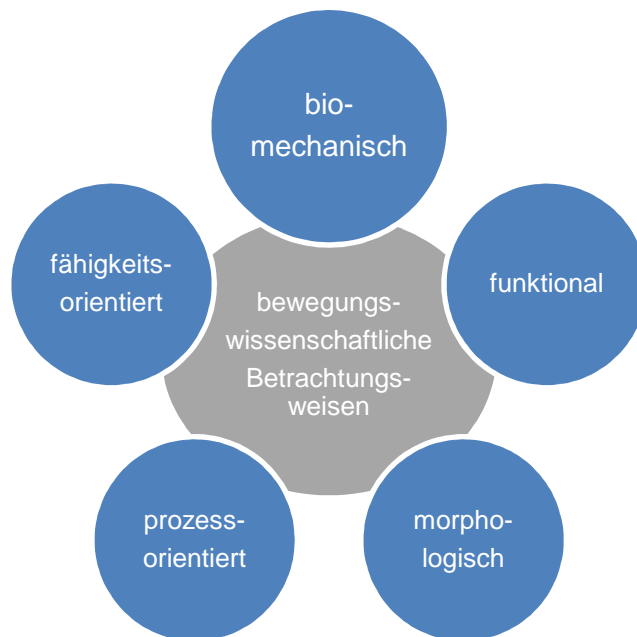 bio-
mechanisch
fähigkeits-
orientiert
funktional
bewegungs-
wissenschaftliche
Betrachtungs-
weisen
prozess-
orientiert
morpho-
logisch